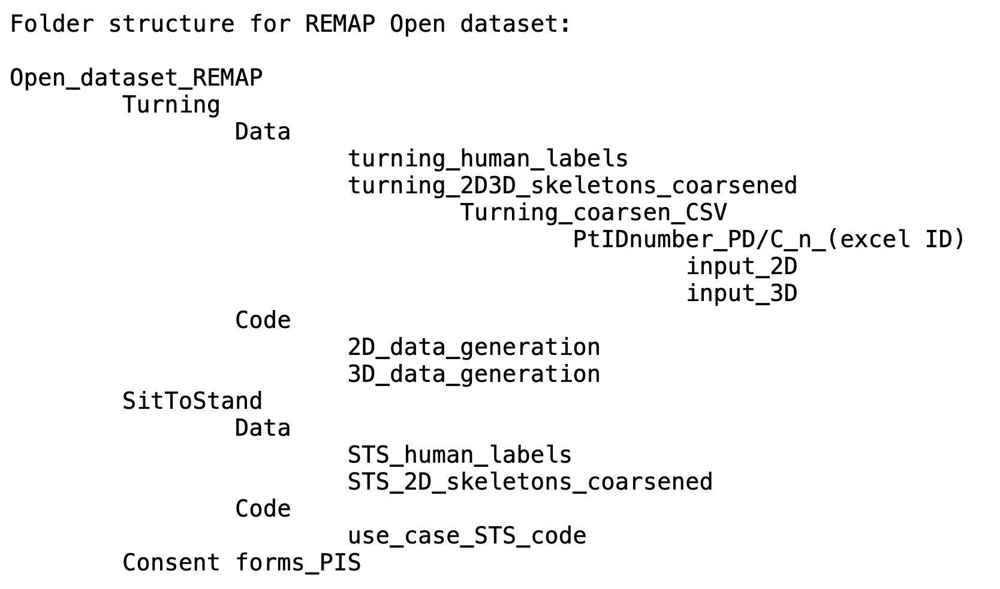 Folder structure for REMAP Open dataset:

Open_dataset_REMAP
        Turning
                Data
                        turning_human_labels
                        turning_2D3D_skeletons_coarsened
                                Turning_coarsen_CSV
                                        PtIDnumber_PD/C_n_(excel ID)
                                                input_2D
                                                input_3D
                Code
                        2D_data_generation
                        3D_data_generation
        SitToStand
                Data
                        STS_human_labels
                        STS_2D_skeletons_coarsened
                Code
                        use_case_STS_code
        Consent forms_PIS